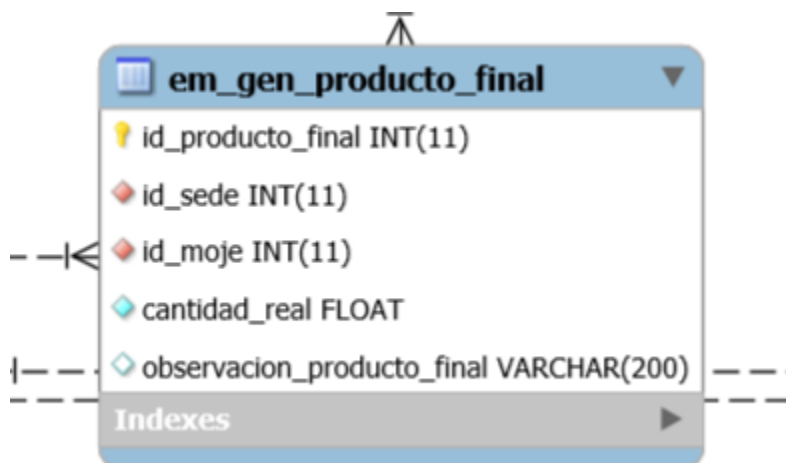 em_gen_producto_final
id_producto_final INT(11)
id_sede INT(11)
id_moje INT(11)
cantidad_real FLOAT
observacion_producto_final VARCHAR(200)
Indexes